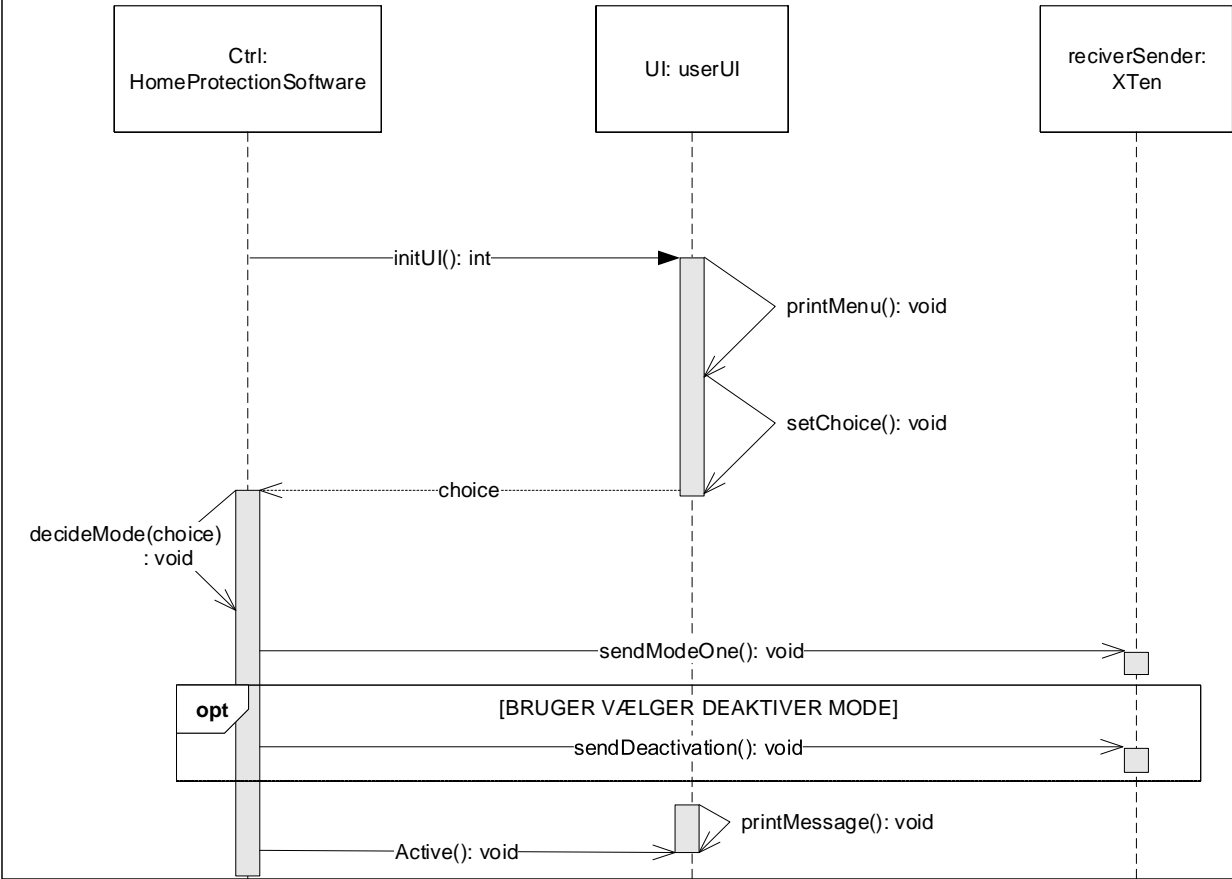 Ctrl:
HomeProtectionSoftware
UI: userUI
reciverSender:
XTen
initUI(): int
printMenu(): void
setChoice(): void
choice
decideMode(choice)
: void
sendModeOne(): void
opt
[BRUGER VÆLGER DEAKTIVER MODE]
sendDeactivation(): void
printMessage(): void
Active(): void